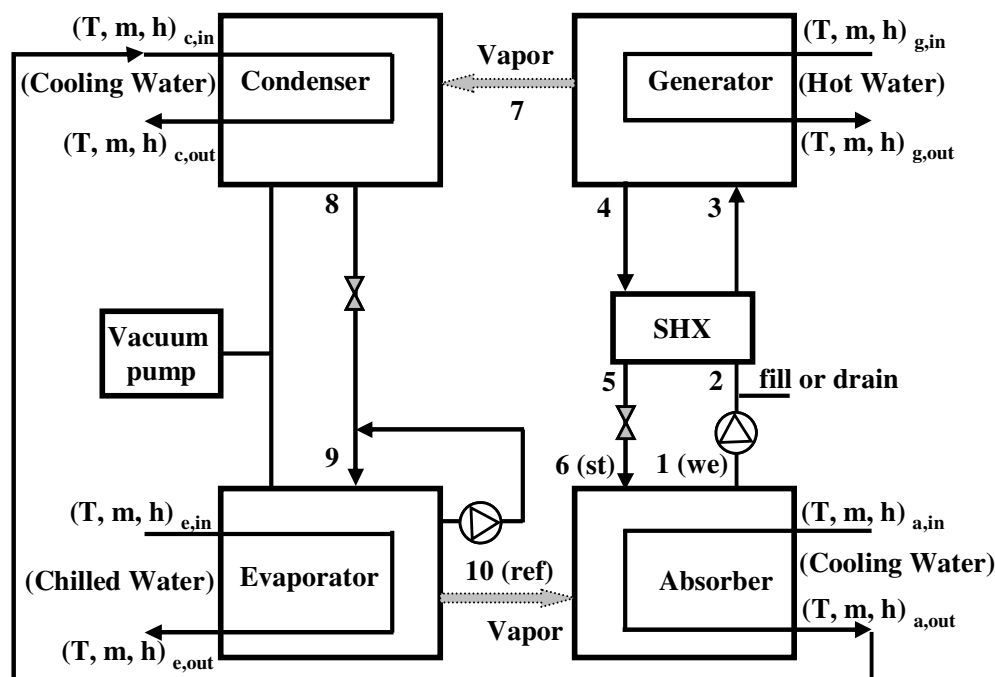 (T, m, h) c,in
(Cooling Water)
(T, m, h) c,out
Condenser
Vapor
7
Generator
(T, m, h) g,in
(Hot Water)
(T, m, h) g,out
8
4
3
Vacuum
pump
SHX
5
2
fill or drain
9
6 (st)
1 (we)
(T, m, h) e,in
(Chilled Water)
(T, m, h) e,out
Evaporator
10 (ref)
Vapor
Absorber
(T, m, h) a,in
(Cooling Water)
(T, m, h) a,out